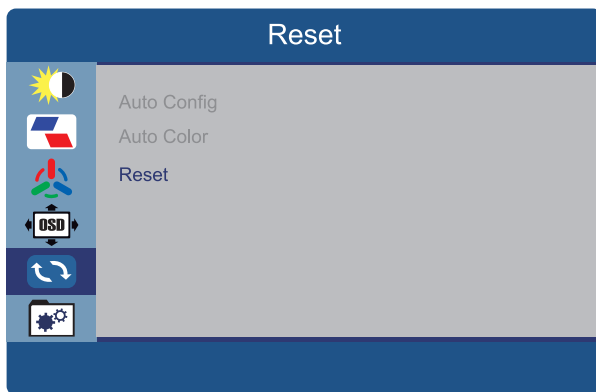 Reset
Auto Config
Auto Color
Reset
OSD